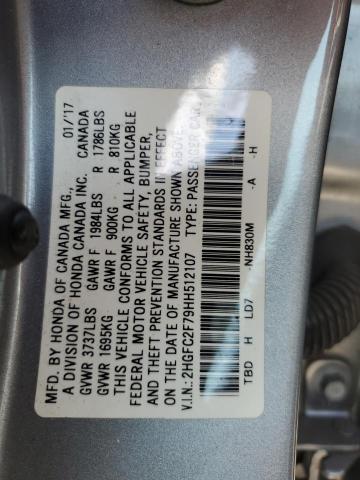 MFD. BY HONDA OF CANADA MFG., 01/17
A DIVISION OF HONDA CANADA INC. CANADA
GVWR 3737LBS GAWR F 1984LBS R 1786LBS
GVWR 1695KG GAWR F 900KG R 810KG
THIS VEHICLE CONFORMS TO ALL APPLICABLE
FEDERAL MOTOR VEHICLE SAFETY, BUMPER,
AND THEFT PREVENTION STANDARDS IN EFFECT
ON THE DATE OF MANUFACTURE SHOWN ABOVE.
V.I.N.: 2HGFC2F79HH512107 TYPE: PASSENGER CAR
TBD H LD7 -NH830M -A -H